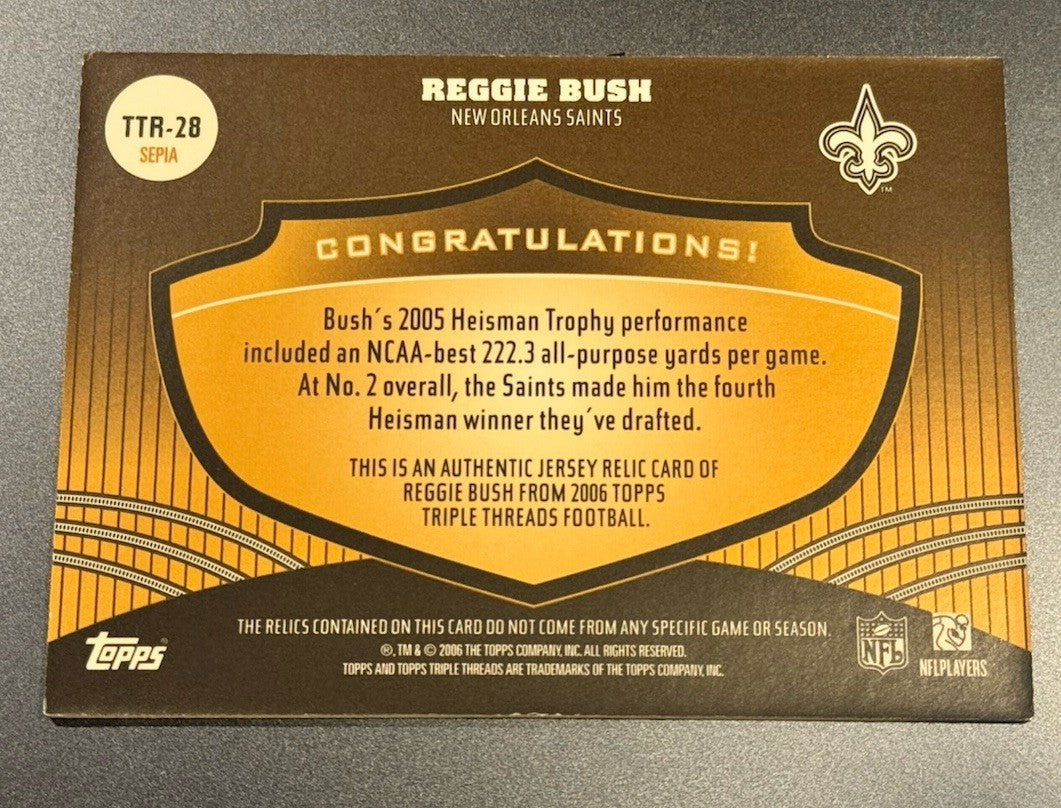 REGGIE BUSH
NEW ORLEANS SAINTS
TTR-28
SEPIA
TM
CONGRATULATIONS!
Bush´s 2005 Heisman Trophy performance
included an NCAA-best 222.3 all-purpose yards per game.
At No. 2 overall, the Saints made him the fourth
Heisman winner they´ve drafted.
THIS IS AN AUTHENTIC JERSEY RELIC CARD OF
REGGIE BUSH FROM 2006 TOPPS
TRIPLE THREADS FOOTBALL.
THE RELICS CONTAINED ON THIS CARD DO NOT COME FROM ANY SPECIFIC GAME OR SEASON.
®, TM & © 2006 THE TOPPS COMPANY, INC. ALL RIGHTS RESERVED.
TOPPS AND TOPPS TRIPLE THREADS ARE TRADEMARKS OF THE TOPPS COMPANY, INC.
topps ®
NFL
NFLPLAYERS